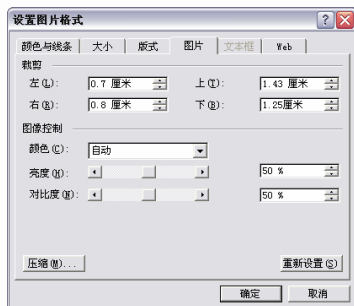 设置图片格式
颜色与线条 大小 版式 图片 文本框 Web
裁剪
左(L): 0.7 厘米 上(T): 1.43 厘米
右(R): 0.8 厘米 下(B): 1.25厘米
图像控制
颜色(C): 自动
亮度(H): 50 %
对比度(N): 50 %
压缩(M)... 重新设置(S)
确定 取消